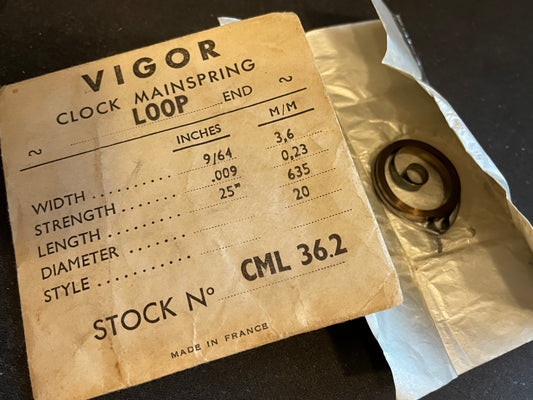 VIGOR
CLOCK MAINSPRING
~ LOOP END ~
INCHES M/M
WIDTH 9/64 3,6
STRENGTH .009 0,23
LENGTH 25" 635
DIAMETER 20
STYLE
STOCK Nº CML 36.2
MADE IN FRANCE